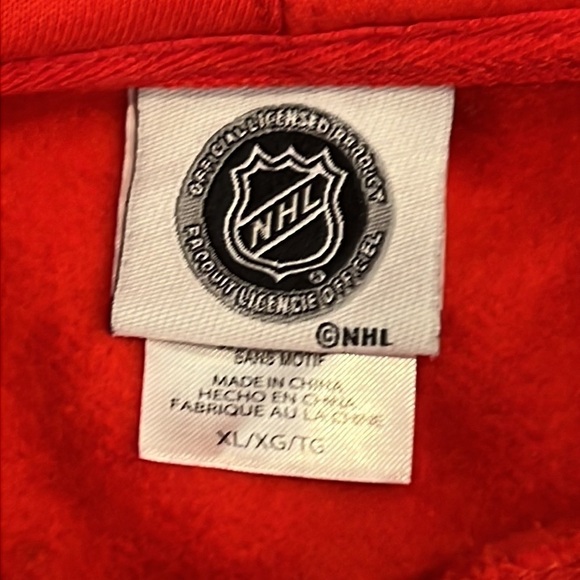 OFFICIAL LICENSED PRODUCT
NHL
®
PRODUIT LICENCIE OFFICIEL
©NHL
SANS MOTIF
MADE IN CHINA
HECHO EN CHINA
FABRIQUE AU LA CHINE
XL/XG/TG